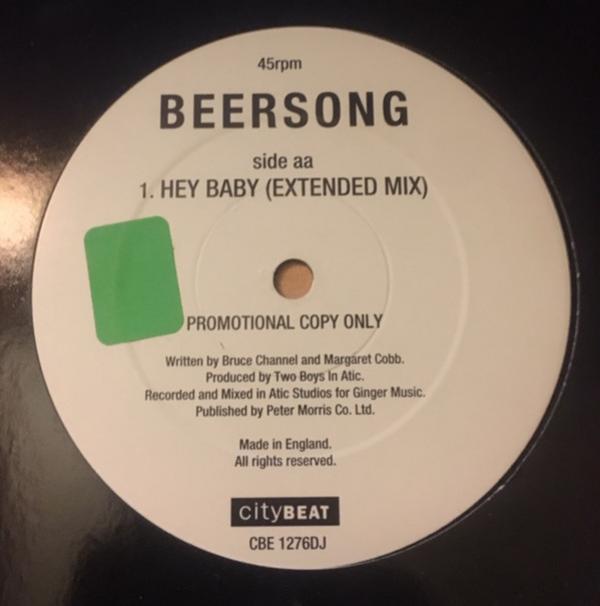 45rpm
BEERSONG
side aa
1. HEY BABY (EXTENDED MIX)
PROMOTIONAL COPY ONLY
Written by Bruce Channel and Margaret Cobb.
Produced by Two Boys In Atic.
Recorded and Mixed in Atic Studios for Ginger Music.
Published by Peter Morris Co. Ltd.
Made in England.
All rights reserved.
cityBEAT
CBE 1276DJ